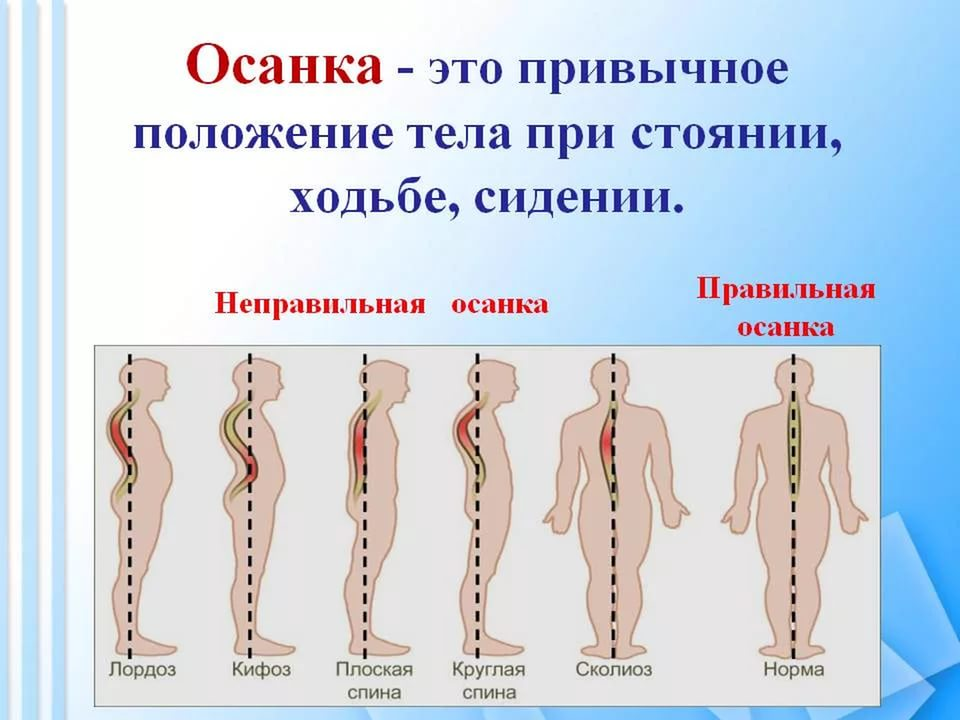 Осанка - это привычное
положение тела при стоянии,
ходьбе, сидении.
Неправильная осанка
Правильная
осанка
Лордоз
Кифоз
Плоская
спина
Круглая
спина
Сколиоз
Норма